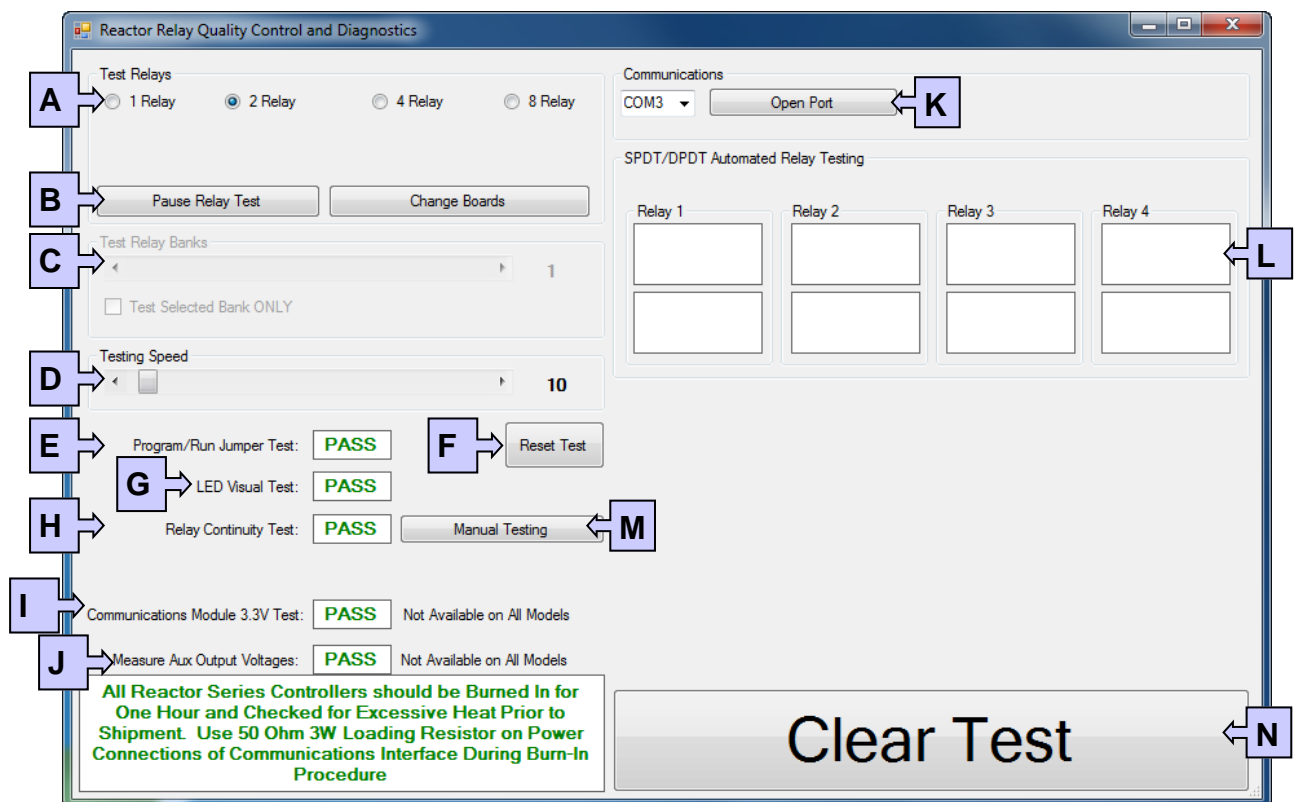 Reactor Relay Quality Control and Diagnostics
Test Relays
A
1 Relay 2 Relay 4 Relay 8 Relay
B
Pause Relay Test Change Boards
Test Relay Banks
C
1
Test Selected Bank ONLY
Testing Speed
D
10
E
Program/Run Jumper Test: PASS
F
Reset Test
G
LED Visual Test: PASS
H
Relay Continuity Test: PASS
Manual Testing
M
I
Communications Module 3.3V Test: PASS Not Available on All Models
J
Measure Aux Output Voltages: PASS Not Available on All Models
All Reactor Series Controllers should be Burned In for
One Hour and Checked for Excessive Heat Prior to
Shipment. Use 50 Ohm 3W Loading Resistor on Power
Connections of Communications Interface During Burn-In
Procedure
Communications
COM3 Open Port
K
SPDT/DPDT Automated Relay Testing
Relay 1 Relay 2 Relay 3 Relay 4
L
Clear Test
N